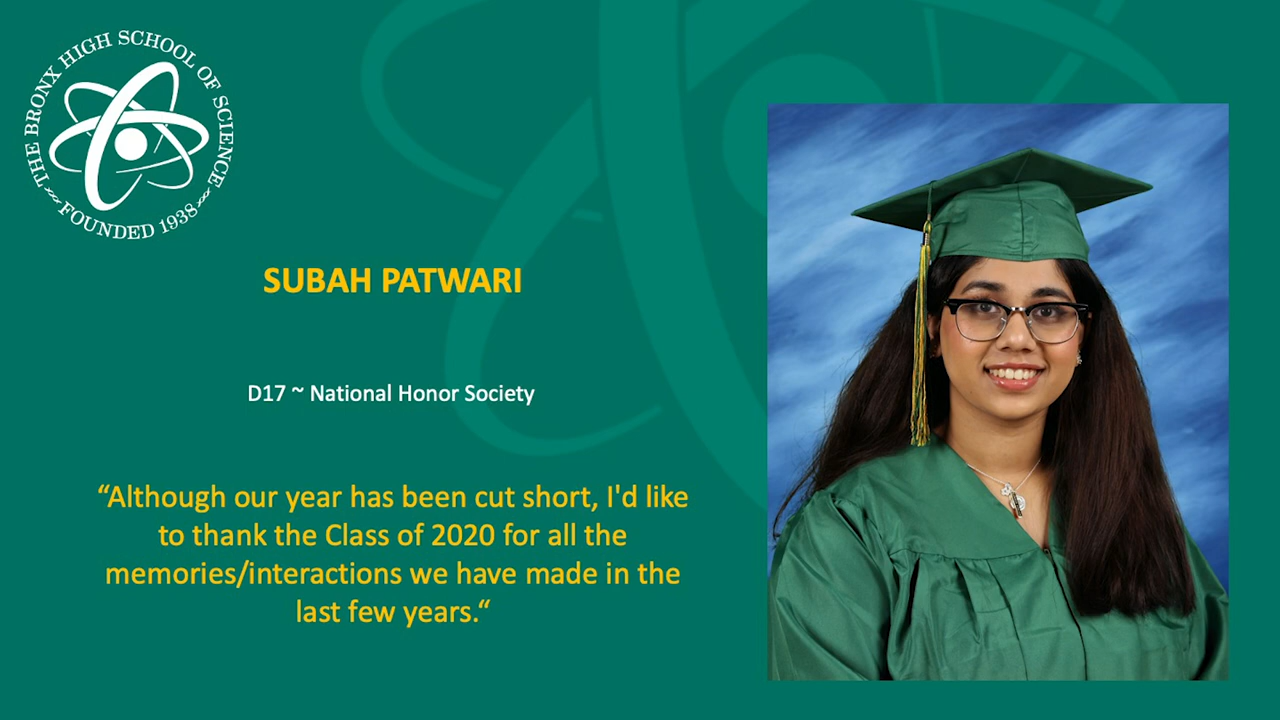 THE BRONX HIGH SCHOOL OF SCIENCE
FOUNDED 1938
SUBAH PATWARI
D17 ~ National Honor Society
“Although our year has been cut short, I'd like
to thank the Class of 2020 for all the
memories/interactions we have made in the
last few years.“